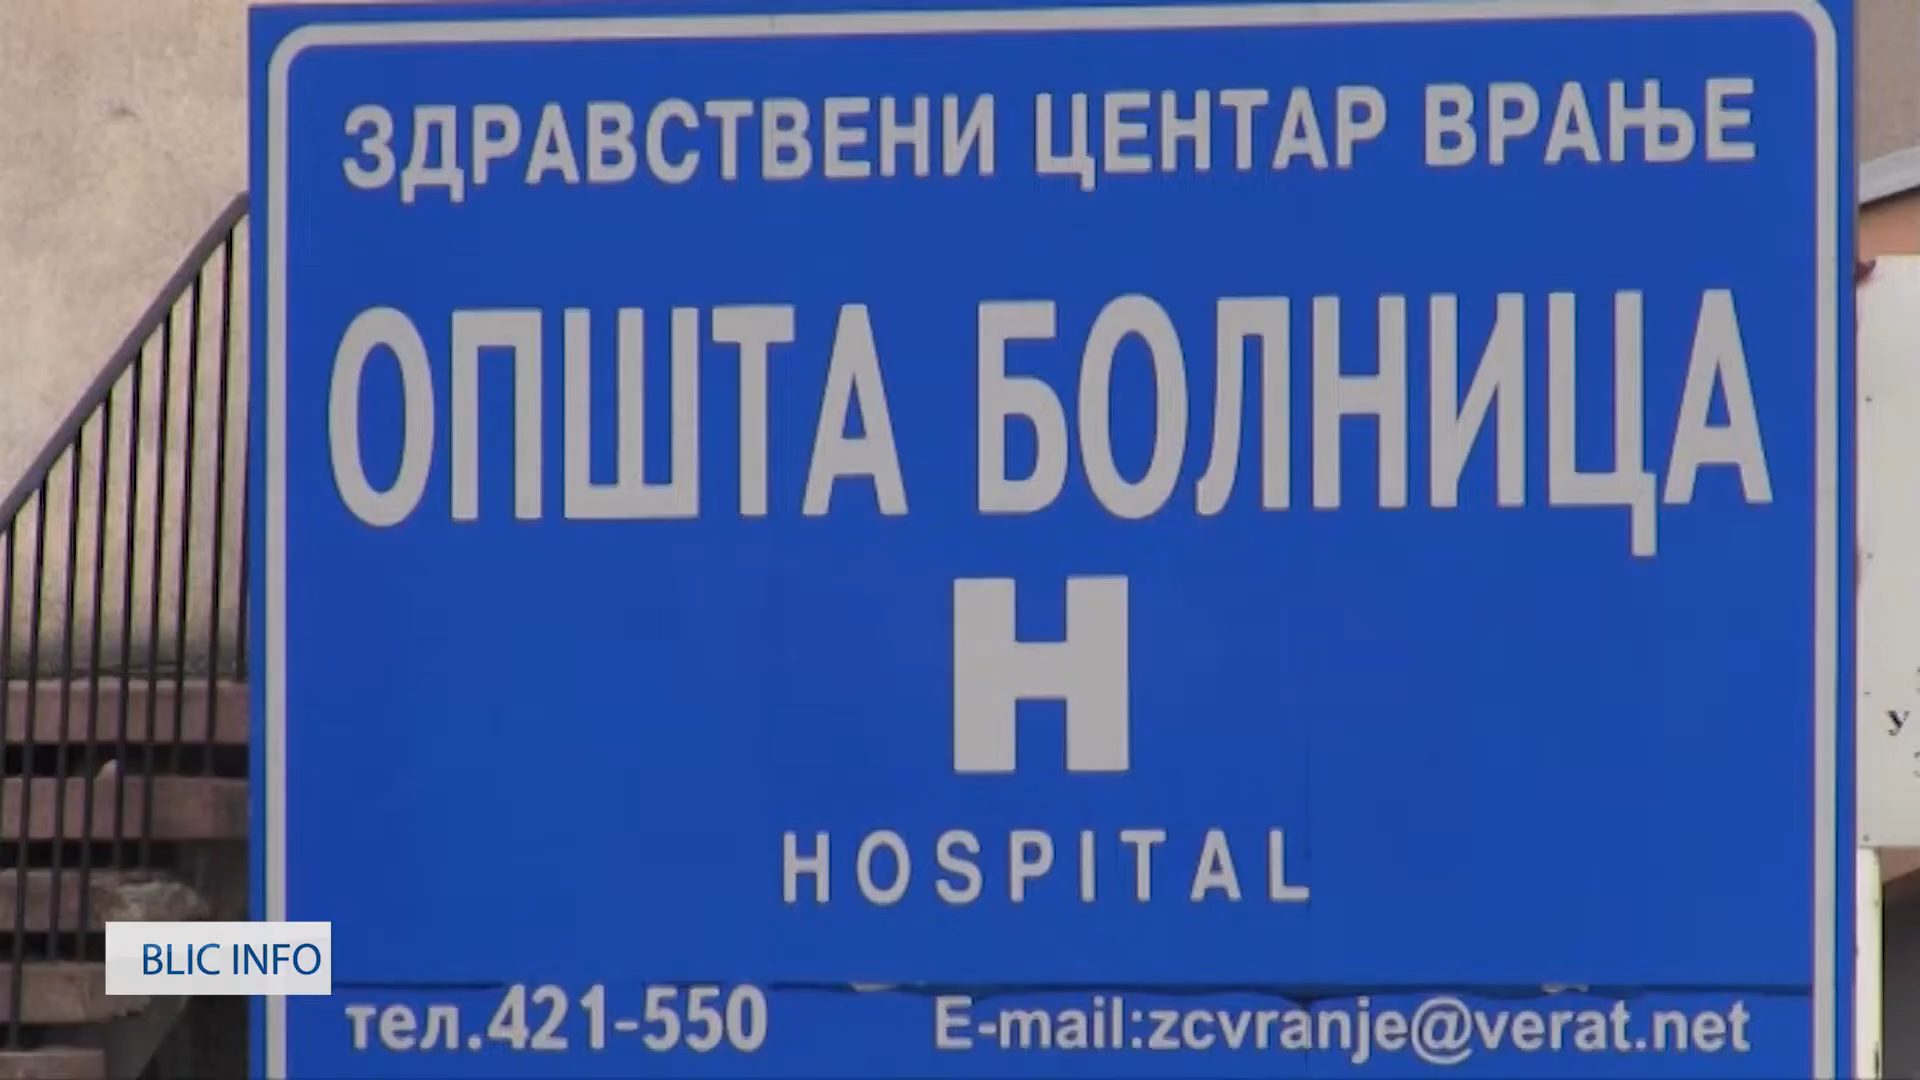 ЗДРАВСТВЕНИ ЦЕНТАР ВРАЊЕ
ОПШТА БОЛНИЦА
H
HOSPITAL
тел.421-550 E-mail:zcvranje@verat.net
BLIC INFO
У